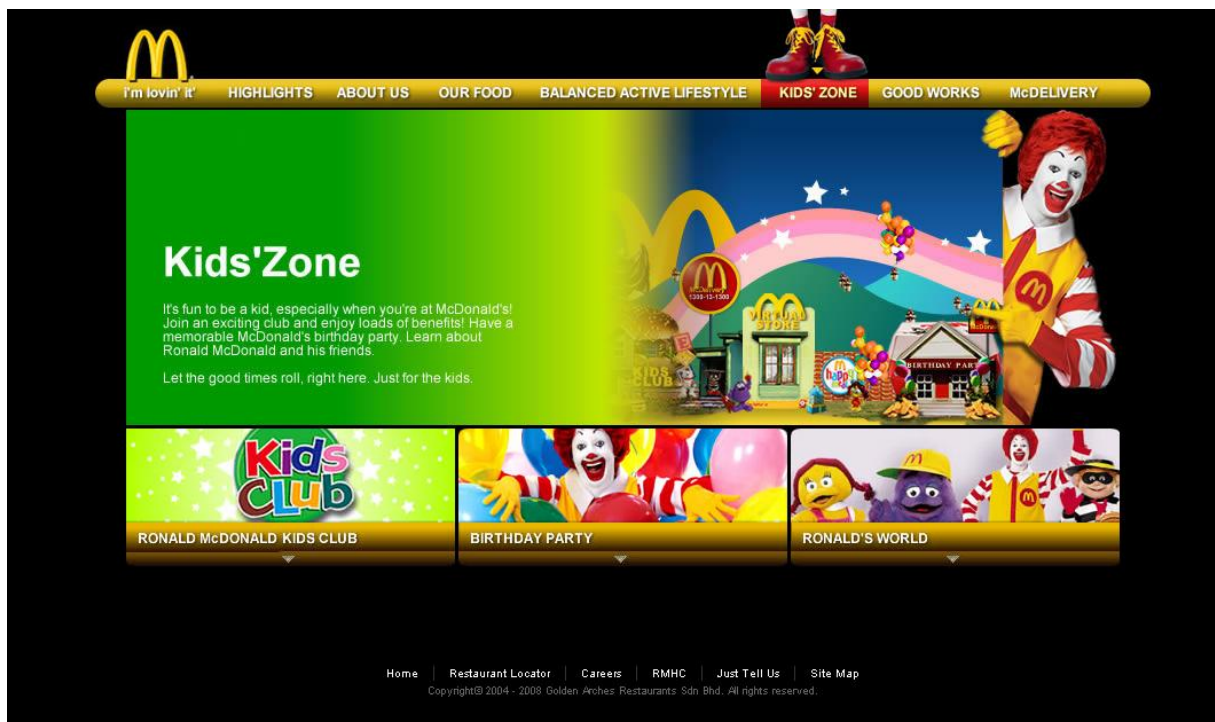 i'm lovin' it
HIGHLIGHTS
ABOUT US
OUR FOOD
BALANCED ACTIVE LIFESTYLE
KIDS' ZONE
GOOD WORKS
McDELIVERY
Kids'Zone
It's fun to be a kid, especially when you're at McDonald's!
Join an exciting club and enjoy loads of benefits! Have a
memorable McDonald's birthday party. Learn about
Ronald McDonald and his friends.
Let the good times roll, right here. Just for the kids.
McDelivery
1300-13-1300
VIRTUAL
STORE
KIDS
CLUB
BIRTHDAY PART
Kids
CLUb
RONALD McDONALD KIDS CLUB
BIRTHDAY PARTY
RONALD'S WORLD
Home
Restaurant Locator
Careers
RMHC
Just Tell Us
Site Map
Copyright© 2004 - 2008 Golden Arches Restaurants Sdn Bhd. All rights reserved.